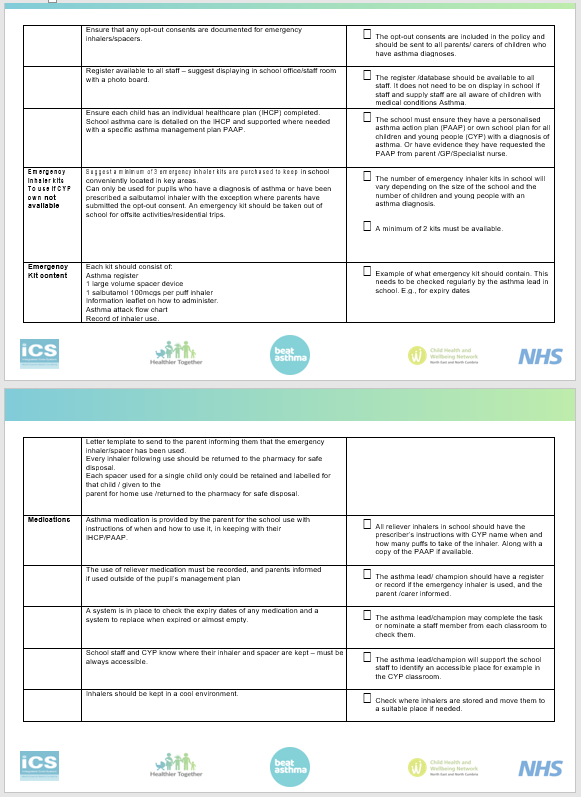 Ensure that any opt-out consents are documented for emergency
inhalers/spacers.
The opt-out consents are included in the policy and
should be sent to all parents/ carers of children who
have asthma diagnoses.
Register available to all staff – suggest displaying in school office/staff room
with a photo board.
The register /database should be available to all
staff. It does not need to be on display in school if
staff and supply staff are all aware of children with
medical conditions Asthma.
Ensure each child has an individual healthcare plan (IHCP) completed.
School asthma care is detailed on the IHCP and supported where needed
with a specific asthma management plan PAAP.
The school must ensure they have a personalised
asthma action plan (PAAP) or own school plan for all
children and young people (CYP) with a diagnosis of
asthma. Or have evidence they have requested the
PAAP from parent /GP/Specialist nurse.
Emergency
inhaler kits
To use if CYP
own not
available
Suggest a minimum of 3 emergency inhaler kits are purchased to keep in school
conveniently located in key areas.
Can only be used for pupils who have a diagnosis of asthma or have been
prescribed a salbutamol inhaler with the exception where parents have
submitted the opt-out consent. An emergency kit should be taken out of
school for offsite activities/residential trips.
The number of emergency inhaler kits in school will
vary depending on the size of the school and the
number of children and young people with an
asthma diagnosis.
A minimum of 2 kits must be available.
Emergency
Kit content
Each kit should consist of:
Asthma register
1 large volume spacer device
1 salbutamol 100mcgs per puff inhaler
Information leaflet on how to administer.
Asthma attack flow chart
Record of inhaler use.
Example of what emergency kit should contain. This
needs to be checked regularly by the asthma lead in
school. E.g., for expiry dates
iCS
Healthier Together
beat
asthma
Child Health and
Wellbeing Network
North East and North Cumbria
NHS
Letter template to send to the parent informing them that the emergency
inhaler/spacer has been used.
Every inhaler following use should be returned to the pharmacy for safe
disposal.
Each spacer used for a single child only could be retained and labelled for
that child / given to the
parent for home use /returned to the pharmacy for safe disposal.
Medications
Asthma medication is provided by the parent for the school use with
instructions of when and how to use it, in keeping with their
IHCP/PAAP.
All reliever inhalers in school should have the
prescriber's instructions with CYP name when and
how many puffs to take of the inhaler. Along with a
copy of the PAAP if available.
The use of reliever medication must be recorded, and parents informed
if used outside of the pupil's management plan
The asthma lead/ champion should have a register
or record if the emergency inhaler is used, and the
parent /carer informed.
A system is in place to check the expiry dates of any medication and a
system to replace when expired or almost empty.
The asthma lead/champion may complete the task
or nominate a staff member from each classroom to
check them.
School staff and CYP know where their inhaler and spacer are kept – must be
always accessible.
The asthma lead/champion will support the school
staff to identify an accessible place for example in
the CYP classroom.
Inhalers should be kept in a cool environment.
Check where inhalers are stored and move them to
a suitable place if needed.
iCS
Healthier Together
beat
asthma
Child Health and
Wellbeing Network
North East and North Cumbria
NHS